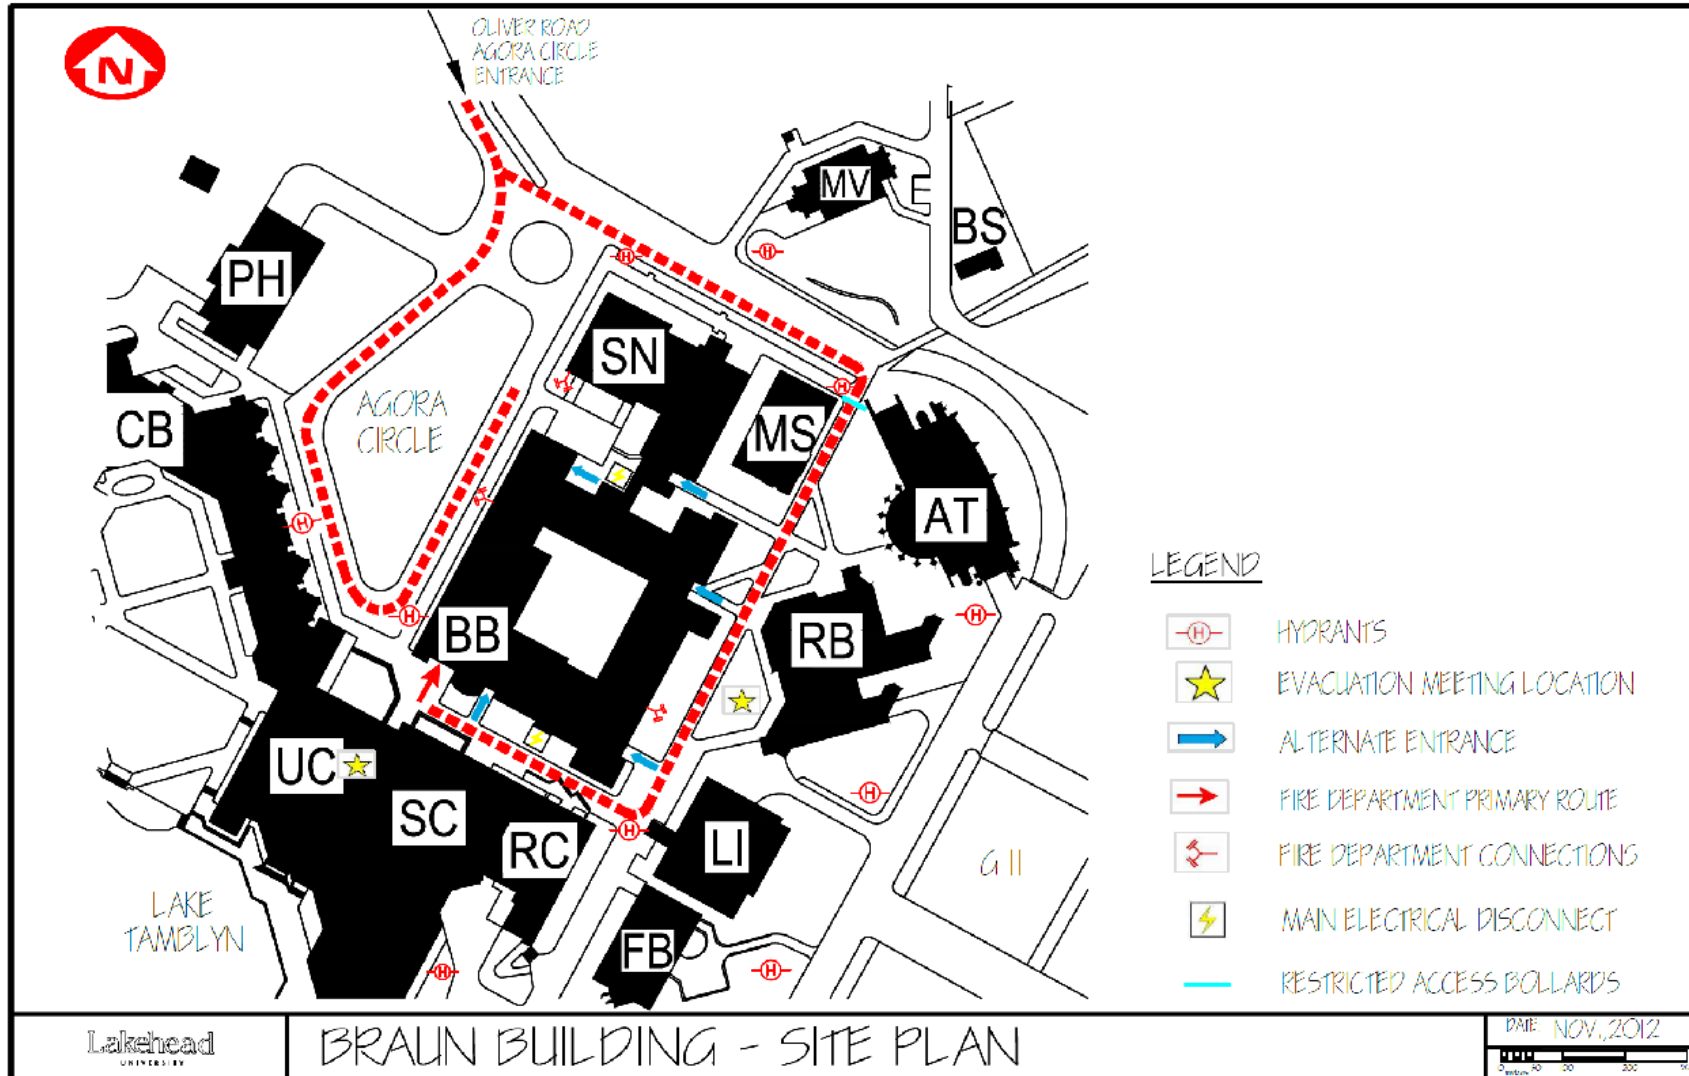 OLIVER ROAD
AGORA CIRCLE
ENTRANCE
N
MV
E
BS
PH
H
H
SN
H
AGORA
CIRCLE
CB
MS
AT
H
H
H
BB
RB
UC
SC
RC
LI
H
H
G 11
LAKE
TAMBLYN
FB
H
H
LEGEND
H HYDRANTS
EVACUATION MEETING LOCATION
ALTERNATE ENTRANCE
FIRE DEPARTMENT PRIMARY ROUTE
FIRE DEPARTMENT CONNECTIONS
MAIN ELECTRICAL DISCONNECT
RESTRICTED ACCESS BOLLARDS
Lakehead
UNIVERSITY
BRAUN BUILDING - SITE PLAN
DATE: NOV.,2012
200